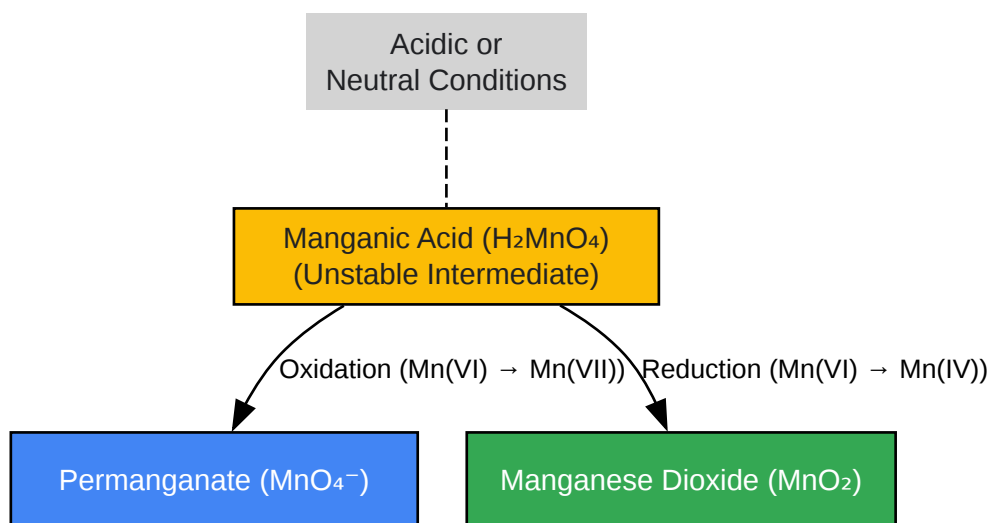 Acidic or
Neutral Conditions
Manganic Acid (H₂MnO₄)
(Unstable Intermediate)
Oxidation (Mn(VI) → Mn(VII))
Reduction (Mn(VI) → Mn(IV))
Permanganate (MnO₄⁻)
Manganese Dioxide (MnO₂)